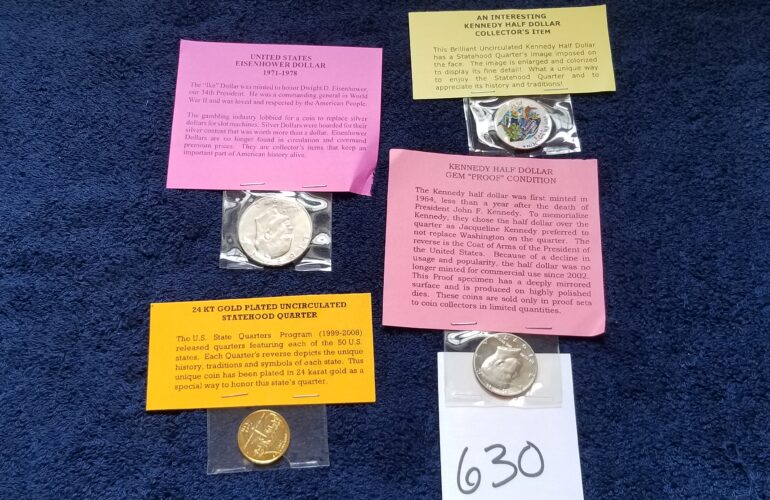 UNITED STATES
EISENHOWER DOLLAR
1971-1978
The "Ike" Dollar was minted to honor Dwight D. Eisenhower,
our 34th President. He was a commanding general in World
War II and was loved and respected by the American People.
The gambling industry lobbied for a coin to replace silver
dollars for slot machines. Silver Dollars were hoarded for their
silver content that was worth more than a dollar. Eisenhower
Dollars are no longer found in circulation and command
premium prices. They are collector's items that keep an
important part of American history alive.
AN INTERESTING
KENNEDY HALF DOLLAR
COLLECTOR'S ITEM
This Brilliant Uncirculated Kennedy Half Dollar
has a Statehood Quarter's image imposed on
the face. The image is enlarged and colorized
to display its fine detail! What a unique way
to enjoy the Statehood Quarter and to
appreciate its history and traditions!
KENNEDY HALF DOLLAR
GEM "PROOF" CONDITION
The Kennedy half dollar was first minted in
1964, less than a year after the death of
President John F. Kennedy. To memorialize
Kennedy, they chose the half dollar over the
quarter as Jacqueline Kennedy preferred to
not replace Washington on the quarter. The
reverse is the Coat of Arms of the President of
the United States. Because of a decline in
usage and popularity, the half dollar was no
longer minted for commercial use since 2002.
This Proof specimen has a deeply mirrored
surface and is produced on highly polished
dies. These coins are sold only in proof sets
to coin collectors in limited quantities.
24 KT GOLD PLATED UNCIRCULATED
STATEHOOD QUARTER
The U.S. State Quarters Program (1999-2008)
released quarters featuring each of the 50 U.S.
states. Each Quarter's reverse depicts the unique
history, traditions and symbols of each state. This
unique coin has been plated in 24 karat gold as a
special way to honor this state's quarter.
630